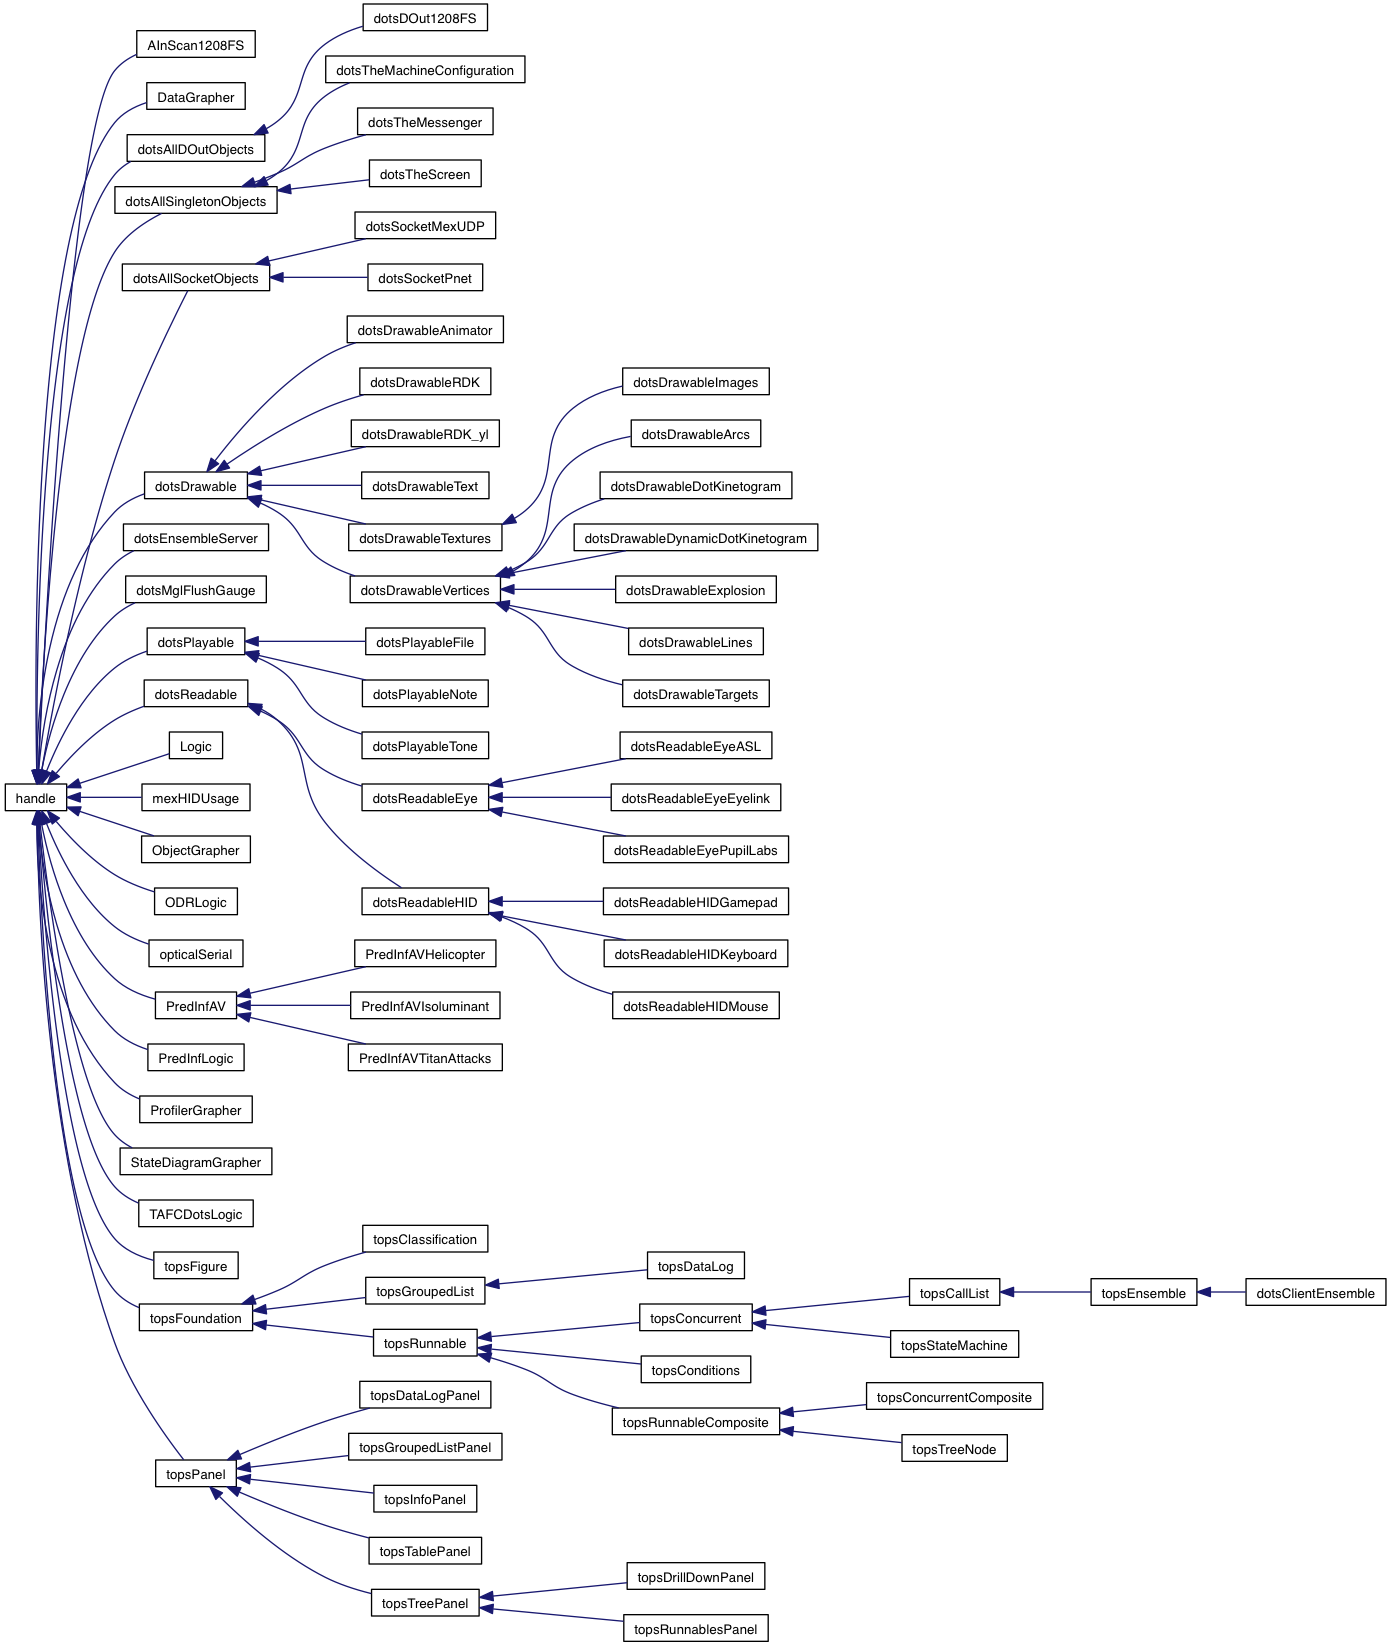 dotsDOut1208FS
AInScan1208FS
dotsTheMachineConfiguration
DataGrapher
dotsTheMessenger
dotsAllDOutObjects
dotsTheScreen
dotsAllSingletonObjects
dotsSocketMexUDP
dotsAllSocketObjects
dotsSocketPnet
dotsDrawableAnimator
dotsDrawableRDK
dotsDrawableImages
dotsDrawableRDK_yl
dotsDrawableArcs
dotsDrawable
dotsDrawableText
dotsDrawableDotKinetogram
dotsEnsembleServer
dotsDrawableTextures
dotsDrawableDynamicDotKinetogram
dotsMglFlushGauge
dotsDrawableVertices
dotsDrawableExplosion
dotsPlayable
dotsPlayableFile
dotsDrawableLines
dotsReadable
dotsPlayableNote
dotsDrawableTargets
Logic
dotsPlayableTone
dotsReadableEyeASL
handle
mexHIDUsage
dotsReadableEye
dotsReadableEyeEyelink
ObjectGrapher
dotsReadableEyePupilLabs
ODRLogic
dotsReadableHID
dotsReadableHIDGamepad
opticalSerial
PredInfAVHelicopter
dotsReadableHIDKeyboard
PredInfAV
PredInfAVIsoluminant
dotsReadableHIDMouse
PredInfLogic
PredInfAVTitanAttacks
ProfilerGrapher
StateDiagramGrapher
TAFCDotsLogic
topsClassification
topsFigure
topsDataLog
topsGroupedList
topsCallList
topsEnsemble
dotsClientEnsemble
topsFoundation
topsConcurrent
topsRunnable
topsStateMachine
topsConditions
topsDataLogPanel
topsConcurrentComposite
topsRunnableComposite
topsGroupedListPanel
topsTreeNode
topsPanel
topsInfoPanel
topsTablePanel
topsDrillDownPanel
topsTreePanel
topsRunnablesPanel